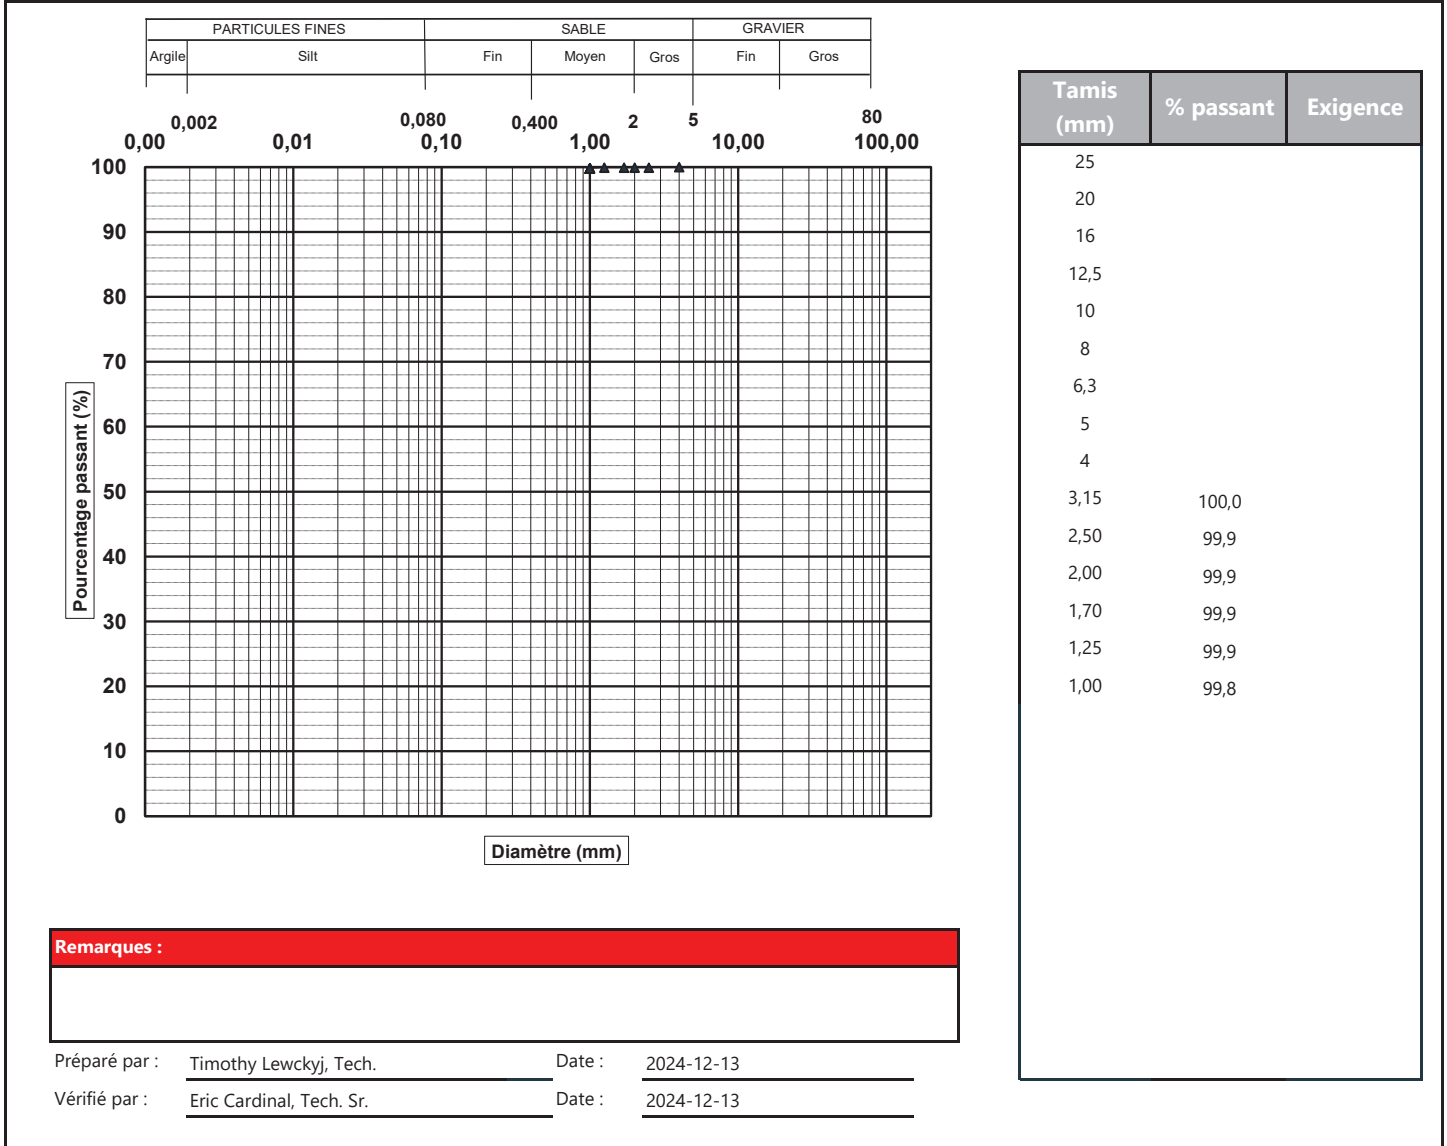 PARTICULES FINES SABLE GRAVIER
Argile Silt Fin Moyen Gros Fin Gros
0,002 0,080 0,400 2 5 80
0,00 0,01 0,10 1,00 10,00 100,00
100
90
80
70
60
50
40
30
20
10
0
Pourcentage passant (%)
Diamètre (mm)
Tamis (mm) % passant Exigence
25
20
16
12,5
10
8
6,3
5
4
3,15 100,0
2,50 99,9
2,00 99,9
1,70 99,9
1,25 99,9
1,00 99,8
Remarques :
Préparé par : Timothy Lewckyj, Tech. Date : 2024-12-13
Vérifié par : Eric Cardinal, Tech. Sr. Date : 2024-12-13